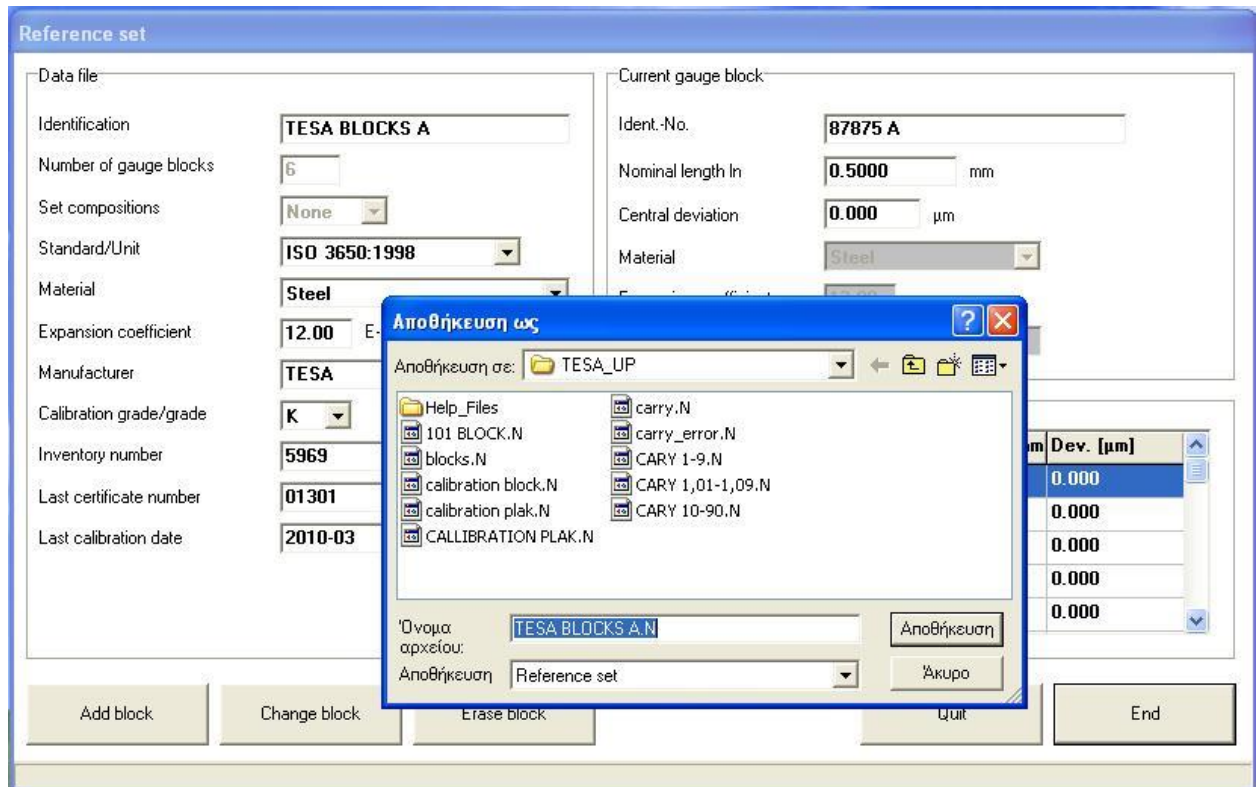 Reference set
Data file
Identification TESA BLOCKS A
Number of gauge blocks 6
Set compositions None
Standard/Unit ISO 3650:1998
Material Steel
Expansion coefficient 12.00 E-
Manufacturer TESA
Calibration grade/grade K
Inventory number 5969
Last certificate number 01301
Last calibration date 2010-03
Current gauge block
Ident.-No. 87875 A
Nominal length ln 0.5000 mm
Central deviation 0.000 µm
Material Steel
Αποθήκευση ως
Αποθήκευση σε: TESA_UP
Help_Files
101 BLOCK.N
blocks.N
calibration block.N
calibration plak.N
CALLIBRATION PLAK.N
carry.N
carry_error.N
CARY 1-9.N
CARY 1,01-1,09.N
CARY 10-90.N
Όνομα
αρχείου:
TESA BLOCKS A.N
Αποθήκευση
Αποθήκευση Reference set
Άκυρο
Dev. [µm]
0.000
0.000
0.000
0.000
0.000
Add block Change block Erase block Quit End